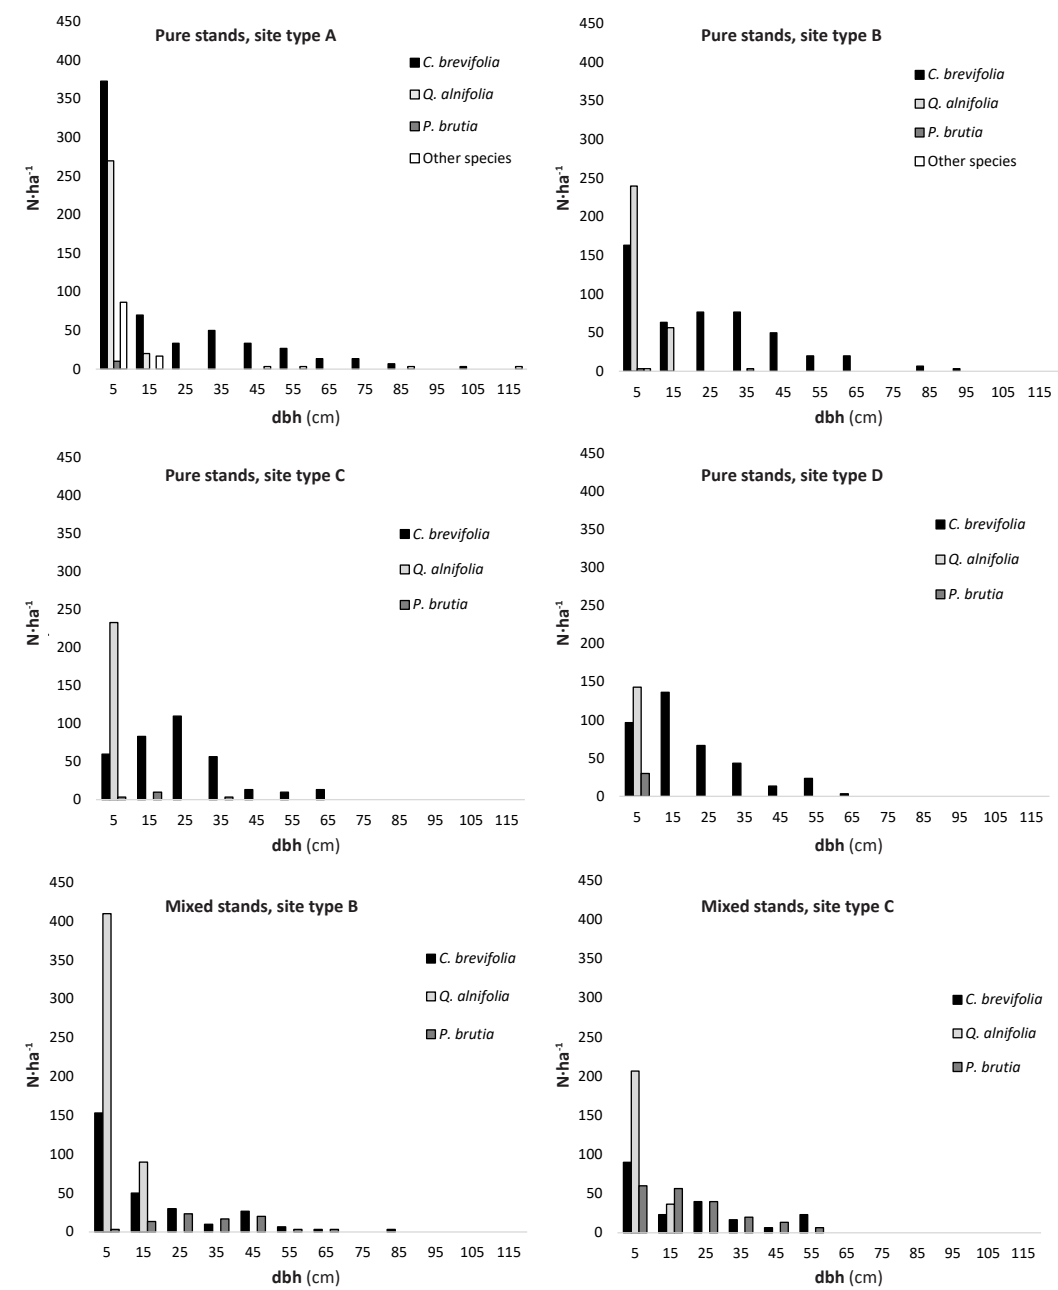 Pure stands, site type A
450
400
350
300
250
200
150
100
50
0
N·ha-1
C. brevifolia
Q. alnifolia
P. brutia
Other species
5 15 25 35 45 55 65 75 85 95 105 115
dbh (cm)
Pure stands, site type B
450
400
350
300
250
200
150
100
50
0
N·ha-1
C. brevifolia
Q. alnifolia
P. brutia
Other species
5 15 25 35 45 55 65 75 85 95 105 115
dbh (cm)
Pure stands, site type C
450
400
350
300
250
200
150
100
50
0
N·ha-1
C. brevifolia
Q. alnifolia
P. brutia
5 15 25 35 45 55 65 75 85 95 105 115
dbh (cm)
Pure stands, site type D
450
400
350
300
250
200
150
100
50
0
N·ha-1
C. brevifolia
Q. alnifolia
P. brutia
5 15 25 35 45 55 65 75 85 95 105 115
dbh (cm)
Mixed stands, site type B
450
400
350
300
250
200
150
100
50
0
N·ha-1
C. brevifolia
Q. alnifolia
P. brutia
5 15 25 35 45 55 65 75 85 95 105 115
dbh (cm)
Mixed stands, site type C
450
400
350
300
250
200
150
100
50
0
N·ha-1
C. brevifolia
Q. alnifolia
P. brutia
5 15 25 35 45 55 65 75 85 95 105 115
dbh (cm)